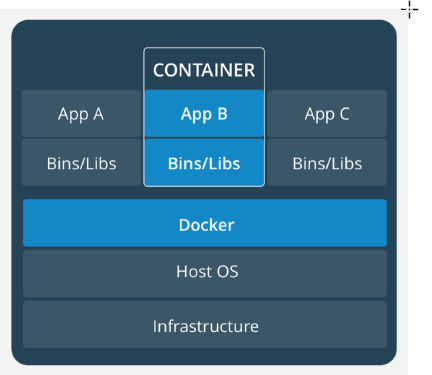 CONTAINER
App A App B App C
Bins/Libs Bins/Libs Bins/Libs
Docker
Host OS
Infrastructure